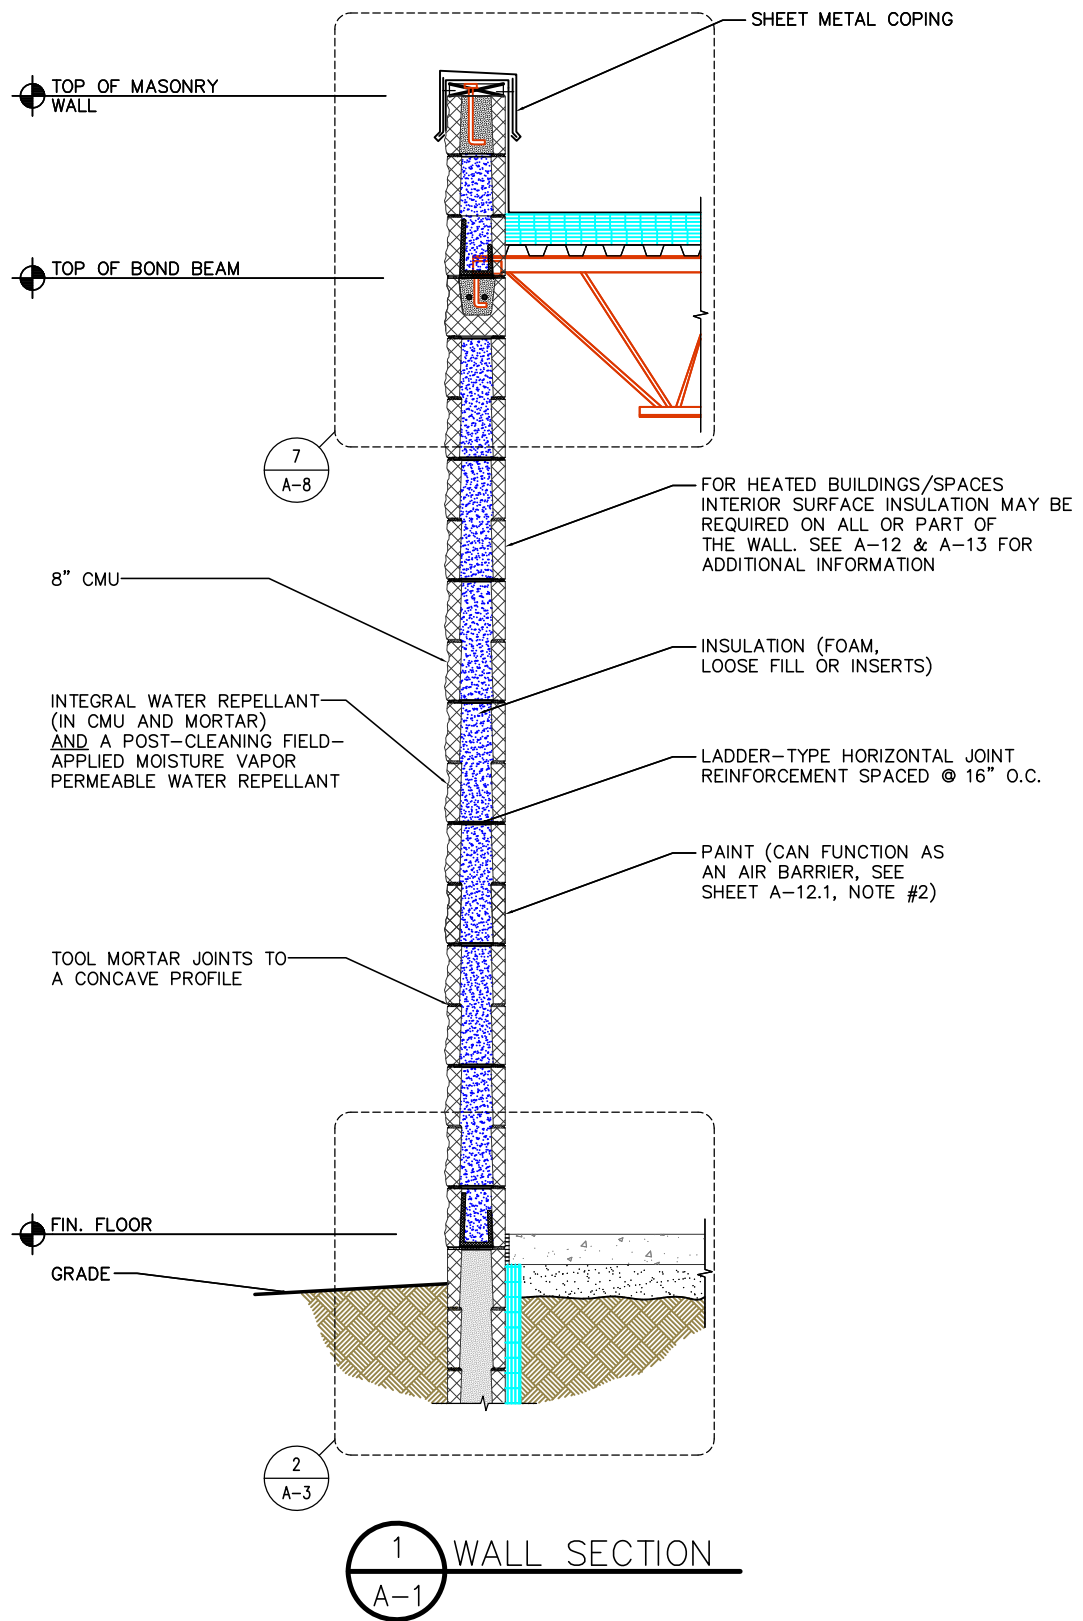 SHEET METAL COPING
TOP OF MASONRY
WALL
TOP OF BOND BEAM
7
A-8
FOR HEATED BUILDINGS/SPACES
INTERIOR SURFACE INSULATION MAY BE
REQUIRED ON ALL OR PART OF
THE WALL. SEE A-12 & A-13 FOR
ADDITIONAL INFORMATION
8" CMU
INSULATION (FOAM,
LOOSE FILL OR INSERTS)
INTEGRAL WATER REPELLANT
(IN CMU AND MORTAR)
AND A POST-CLEANING FIELD-
APPLIED MOISTURE VAPOR
PERMEABLE WATER REPELLANT
LADDER-TYPE HORIZONTAL JOINT
REINFORCEMENT SPACED @ 16" O.C.
PAINT (CAN FUNCTION AS
AN AIR BARRIER, SEE
SHEET A-12.1, NOTE #2)
TOOL MORTAR JOINTS TO
A CONCAVE PROFILE
FIN. FLOOR
GRADE
2
A-3
1
A-1
WALL SECTION